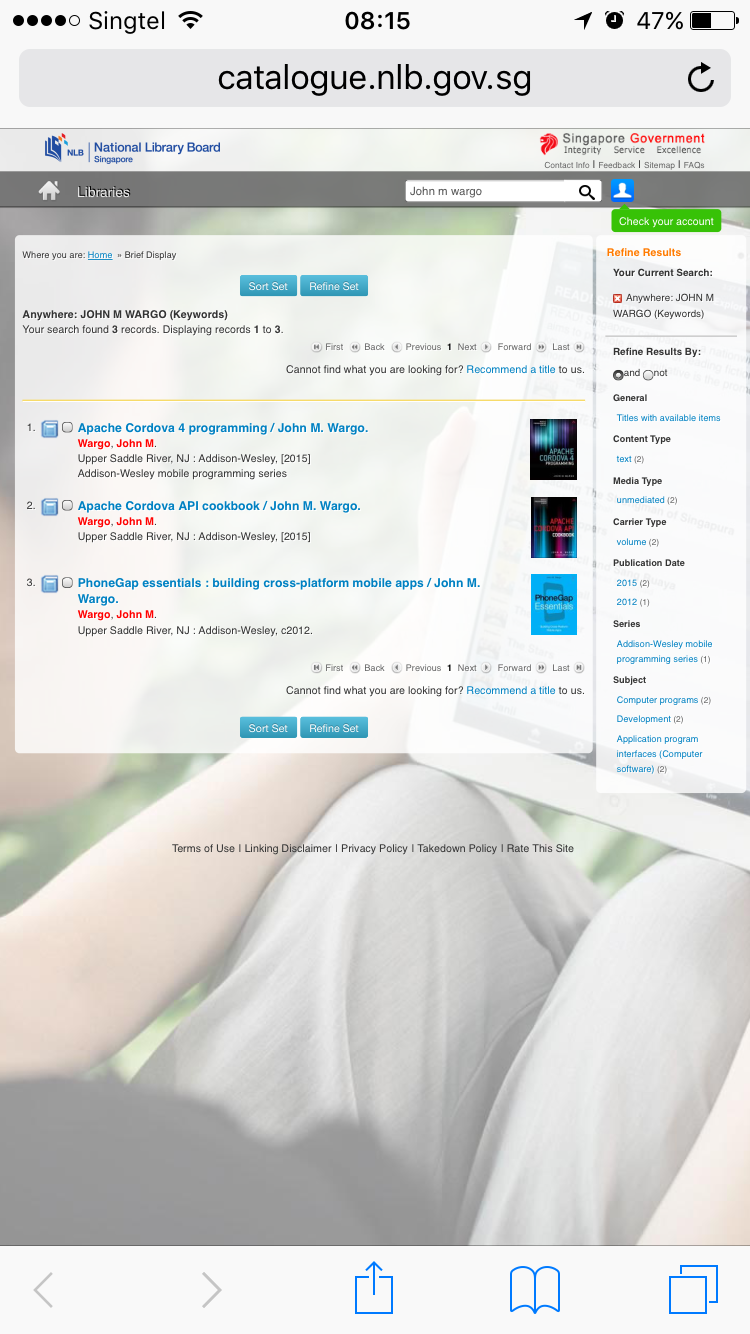 Singtel 08:15 47%
catalogue.nlb.gov.sg
NLB National Library Board
Singapore
Singapore Government
Integrity Service Excellence
Contact Info | Feedback | Sitemap | FAQs
Libraries
John m wargo
Check your account
Where you are: Home » Brief Display
Sort Set Refine Set
Anywhere: JOHN M WARGO (Keywords)
Your search found 3 records. Displaying records 1 to 3.
First Back Previous 1 Next Forward Last
Cannot find what you are looking for? Recommend a title to us.
1. Apache Cordova 4 programming / John M. Wargo.
Wargo, John M.
Upper Saddle River, NJ : Addison-Wesley, [2015]
Addison-Wesley mobile programming series
APACHE
CORDOVA 4
PROGRAMMING
2. Apache Cordova API cookbook / John M. Wargo.
Wargo, John M.
Upper Saddle River, NJ : Addison-Wesley, [2015]
APACHE
CORDOVA API
COOKBOOK
3. PhoneGap essentials : building cross-platform mobile apps / John M.
Wargo.
Wargo, John M.
Upper Saddle River, NJ : Addison-Wesley, c2012.
PhoneGap
Essentials
First Back Previous 1 Next Forward Last
Cannot find what you are looking for? Recommend a title to us.
Sort Set Refine Set
Refine Results
Your Current Search:
Anywhere: JOHN M
WARGO (Keywords)
Refine Results By:
and not
General
Titles with available items
Content Type
text (2)
Media Type
unmediated (2)
Carrier Type
volume (2)
Publication Date
2015 (2)
2012 (1)
Series
Addison-Wesley mobile
programming series (1)
Subject
Computer programs (2)
Development (2)
Application program
interfaces (Computer
software) (2)
Terms of Use | Linking Disclaimer | Privacy Policy | Takedown Policy | Rate This Site